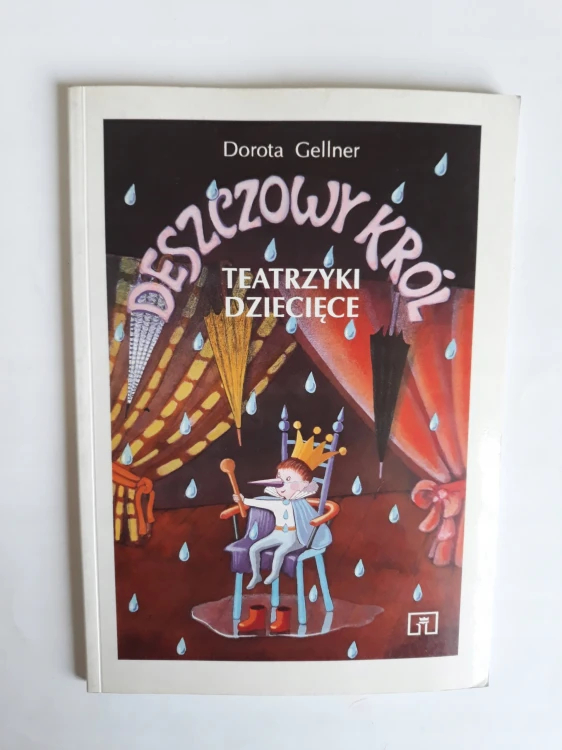 Dorota Gellner
DESZCZOWY KRÓL
TEATRZYKI
DZIECIĘCE